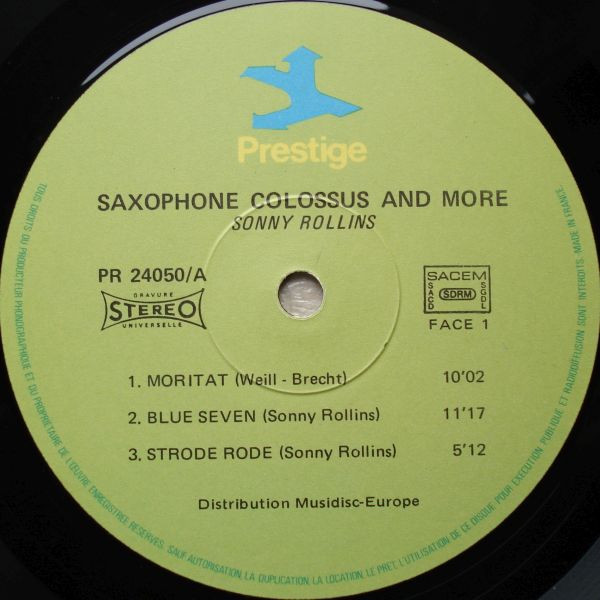 Prestige
SAXOPHONE COLOSSUS AND MORE
SONNY ROLLINS
PR 24050/A
GRAVURE
STEREO
UNIVERSELLE
SACEM
SACD
SDRM
SGDL
FACE 1
1. MORITAT (Weill - Brecht) 10'02
2. BLUE SEVEN (Sonny Rollins) 11'17
3. STRODE RODE (Sonny Rollins) 5'12
Distribution Musidisc-Europe
TOUS DROITS DU PRODUCTEUR PHONOGRAPHIQUE ET DU PROPRIETAIRE DE L'ŒUVRE ENREGISTREE RESERVES. SAUF AUTORISATION, LA DUPLICATION, LA LOCATION, LE PRET, L'UTILISATION DE CE DISQUE POUR EXECUTION PUBLIQUE ET RADIODIFFUSION SONT INTERDITS. MADE IN FRANCE.